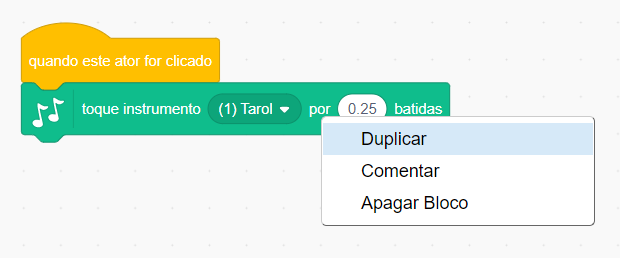 quando este ator for clicado
toque instrumento (1) Tarol por 0.25 batidas
Duplicar
Comentar
Apagar Bloco